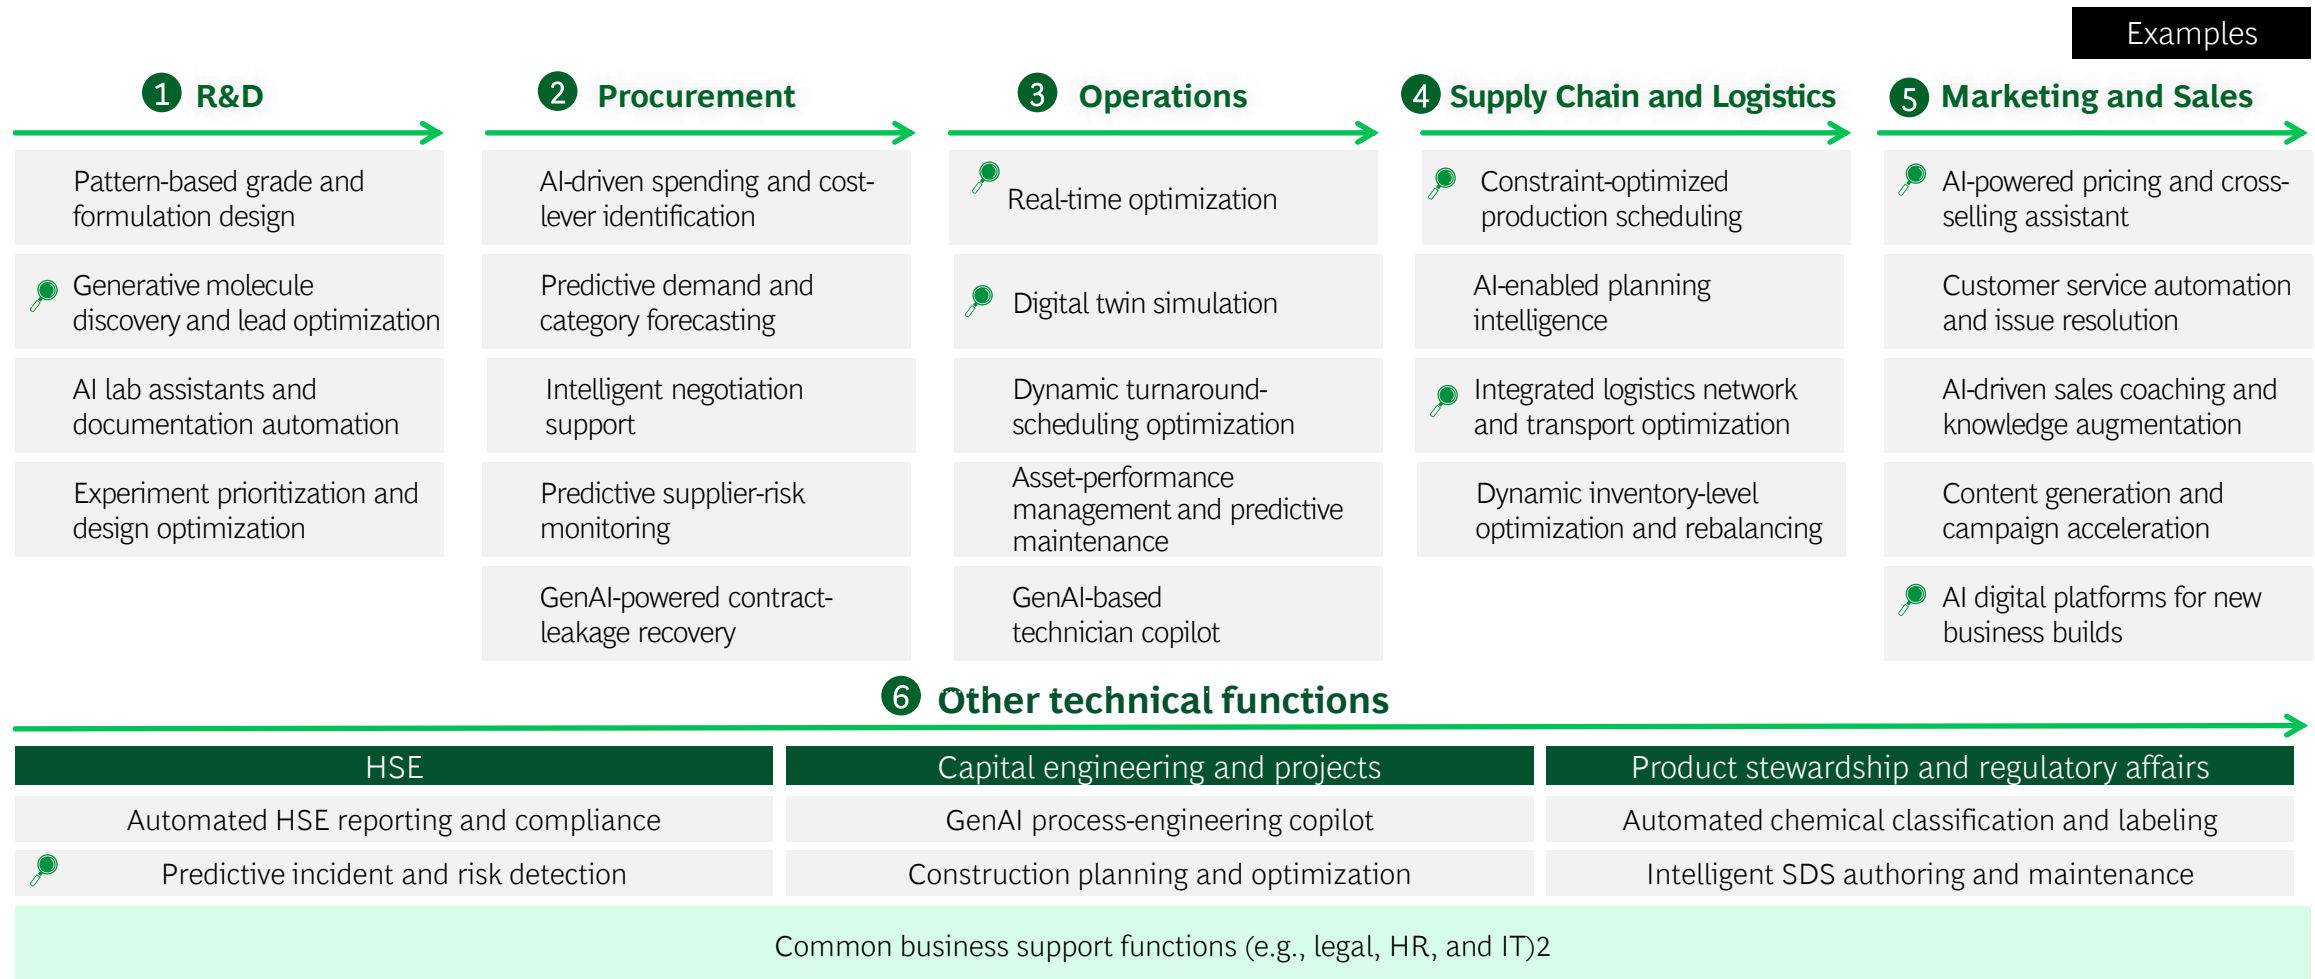 Examples
1 R&D
Pattern-based grade and
formulation design
Generative molecule
discovery and lead optimization
AI lab assistants and
documentation automation
Experiment prioritization and
design optimization
2 Procurement
AI-driven spending and cost-
lever identification
Predictive demand and
category forecasting
Intelligent negotiation
support
Predictive supplier-risk
monitoring
GenAI-powered contract-
leakage recovery
3 Operations
Real-time optimization
Digital twin simulation
Dynamic turnaround-
scheduling optimization
Asset-performance
management and predictive
maintenance
GenAI-based
technician copilot
4 Supply Chain and Logistics
Constraint-optimized
production scheduling
AI-enabled planning
intelligence
Integrated logistics network
and transport optimization
Dynamic inventory-level
optimization and rebalancing
5 Marketing and Sales
AI-powered pricing and cross-
selling assistant
Customer service automation
and issue resolution
AI-driven sales coaching and
knowledge augmentation
Content generation and
campaign acceleration
AI digital platforms for new
business builds
6 Other technical functions
HSE
Automated HSE reporting and compliance
Predictive incident and risk detection
Capital engineering and projects
GenAI process-engineering copilot
Construction planning and optimization
Product stewardship and regulatory affairs
Automated chemical classification and labeling
Intelligent SDS authoring and maintenance
Common business support functions (e.g., legal, HR, and IT)2